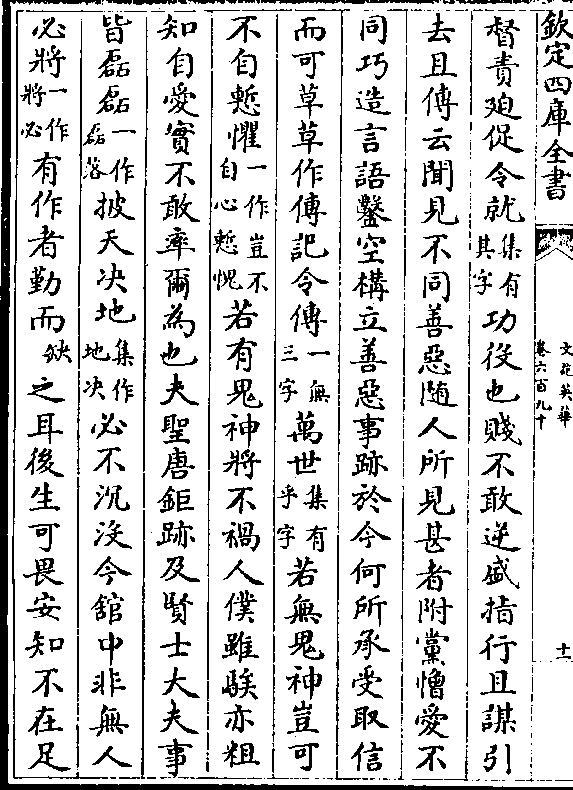 欽定四庫全書
文苑英華
卷六百九十
十一
督責廹促令就集有其字功役也賤不敢逆盛指行且謀引
去且傳云聞見不同善惡随人所見甚者附黨憎愛不
同巧造言語鑿空構立善惡事跡於今何所承受取信
而可草草作傳記令傳一無三字萬世集有乎字若無鬼神豈可
不自慙懼一作豈不自心慙愧若有鬼神將不禍人僕雖騃亦粗
知自愛實不敢率爾為也夫聖唐鉅跡及賢士大夫事
皆磊磊一作磊落披天决地集作地决必不沉沒今舘中非無人
必將一作將必有作者勤而缺之耳後生可畏安知不在足